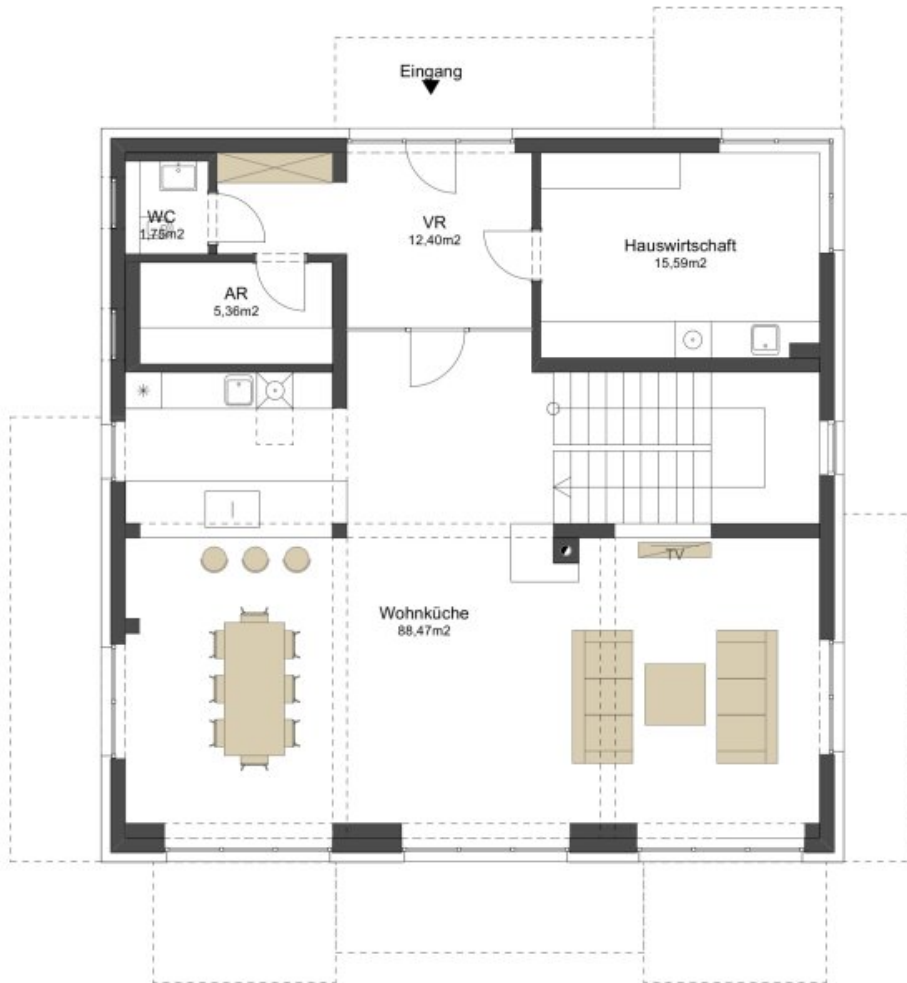 Eingang
WC
1,75m2
VR
12,40m2
Hauswirtschaft
15,59m2
AR
5,36m2
TV
Wohnküche
88,47m2